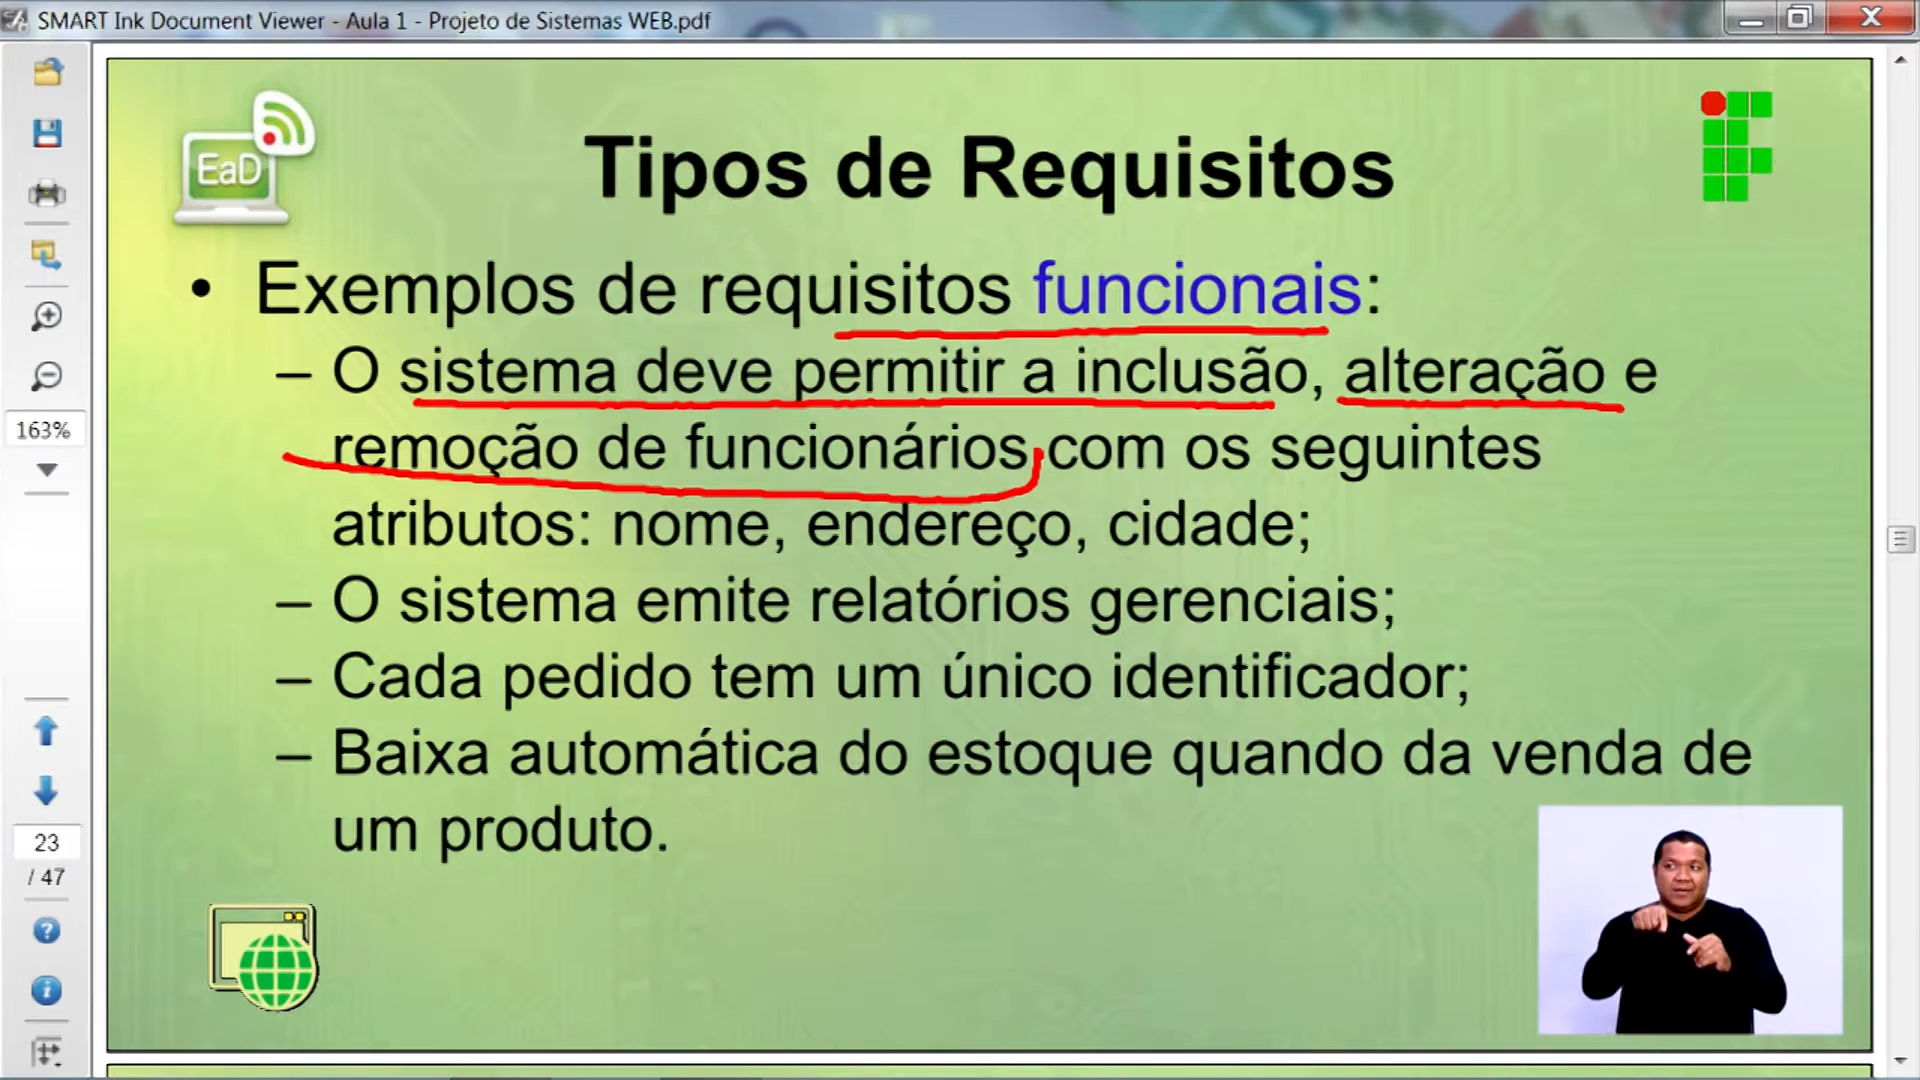 SMART Ink Document Viewer - Aula 1 - Projeto de Sistemas WEB.pdf
EaD
Tipos de Requisitos
• Exemplos de requisitos funcionais:
– O sistema deve permitir a inclusão, alteração e
remoção de funcionários com os seguintes
atributos: nome, endereço, cidade;
– O sistema emite relatórios gerenciais;
– Cada pedido tem um único identificador;
– Baixa automática do estoque quando da venda de
um produto.
163%
23
/ 47